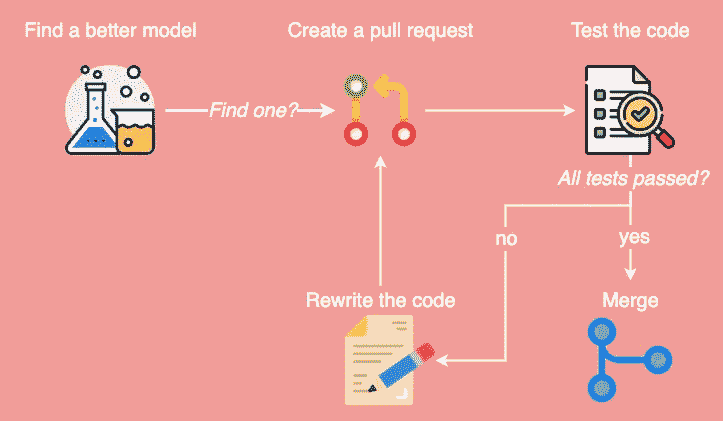 Find a better model
Create a pull request
Test the code
Find one?
All tests passed?
no
yes
Rewrite the code
Merge